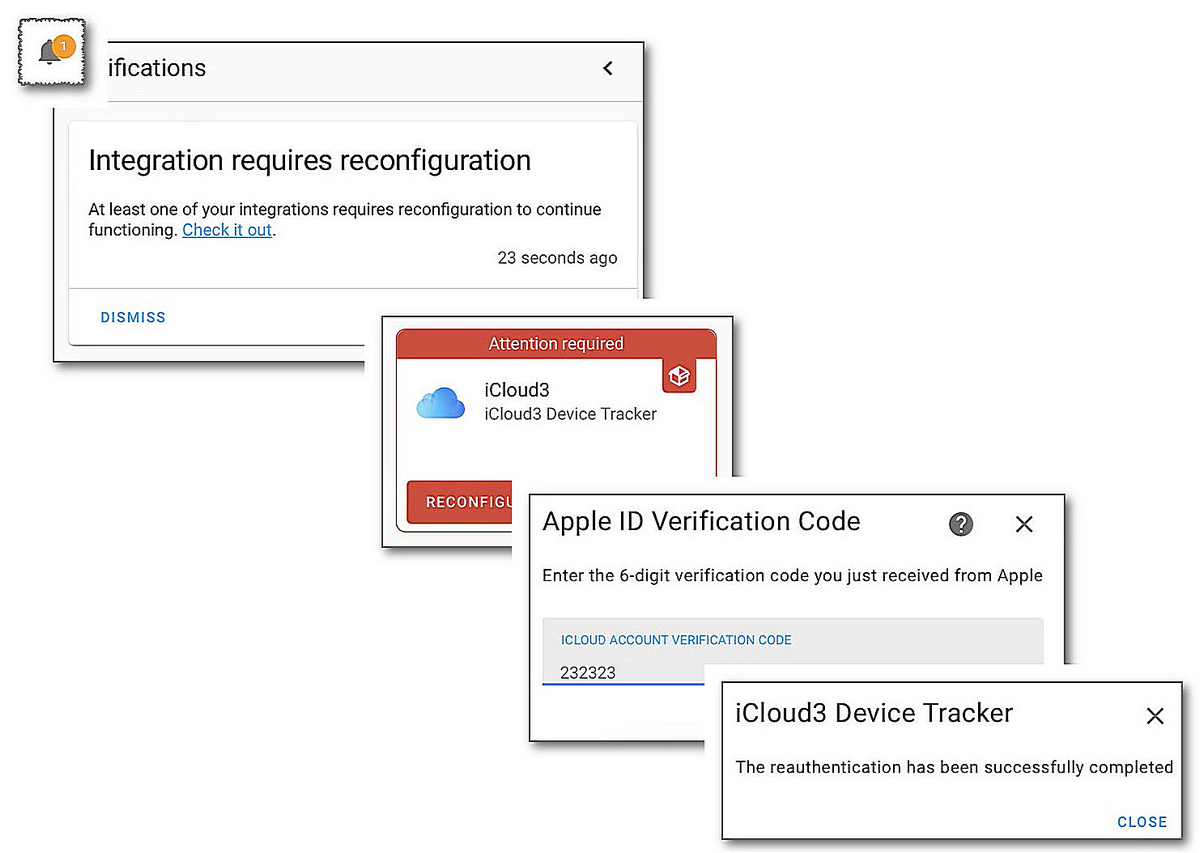 1
ifications
Integration requires reconfiguration
At least one of your integrations requires reconfiguration to continue
functioning. Check it out.
23 seconds ago
DISMISS
Attention required
iCloud3
iCloud3 Device Tracker
RECONFIGU
Apple ID Verification Code
Enter the 6-digit verification code you just received from Apple
ICLOUD ACCOUNT VERIFICATION CODE
232323
iCloud3 Device Tracker
The reauthentication has been successfully completed
CLOSE